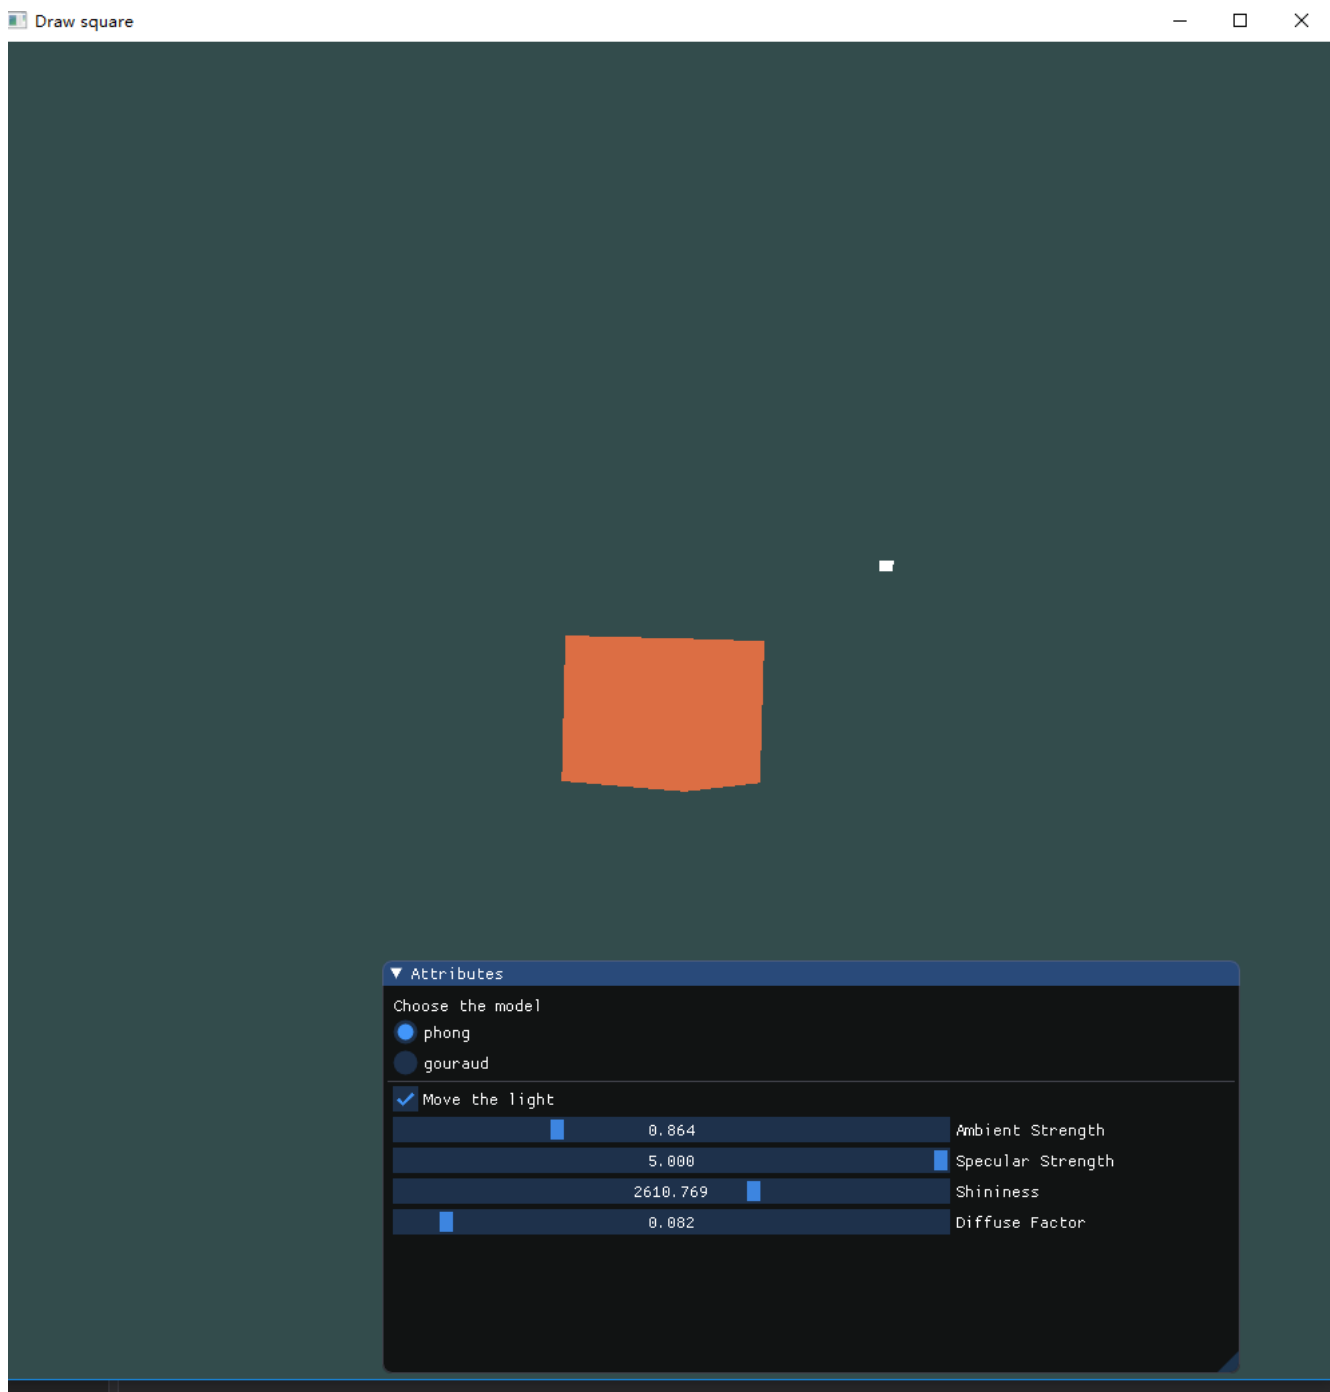 Draw square
Attributes
Choose the model
phong
gouraud
Move the light
0.864 Ambient Strength
5.000 Specular Strength
2610.769 Shininess
0.082 Diffuse Factor